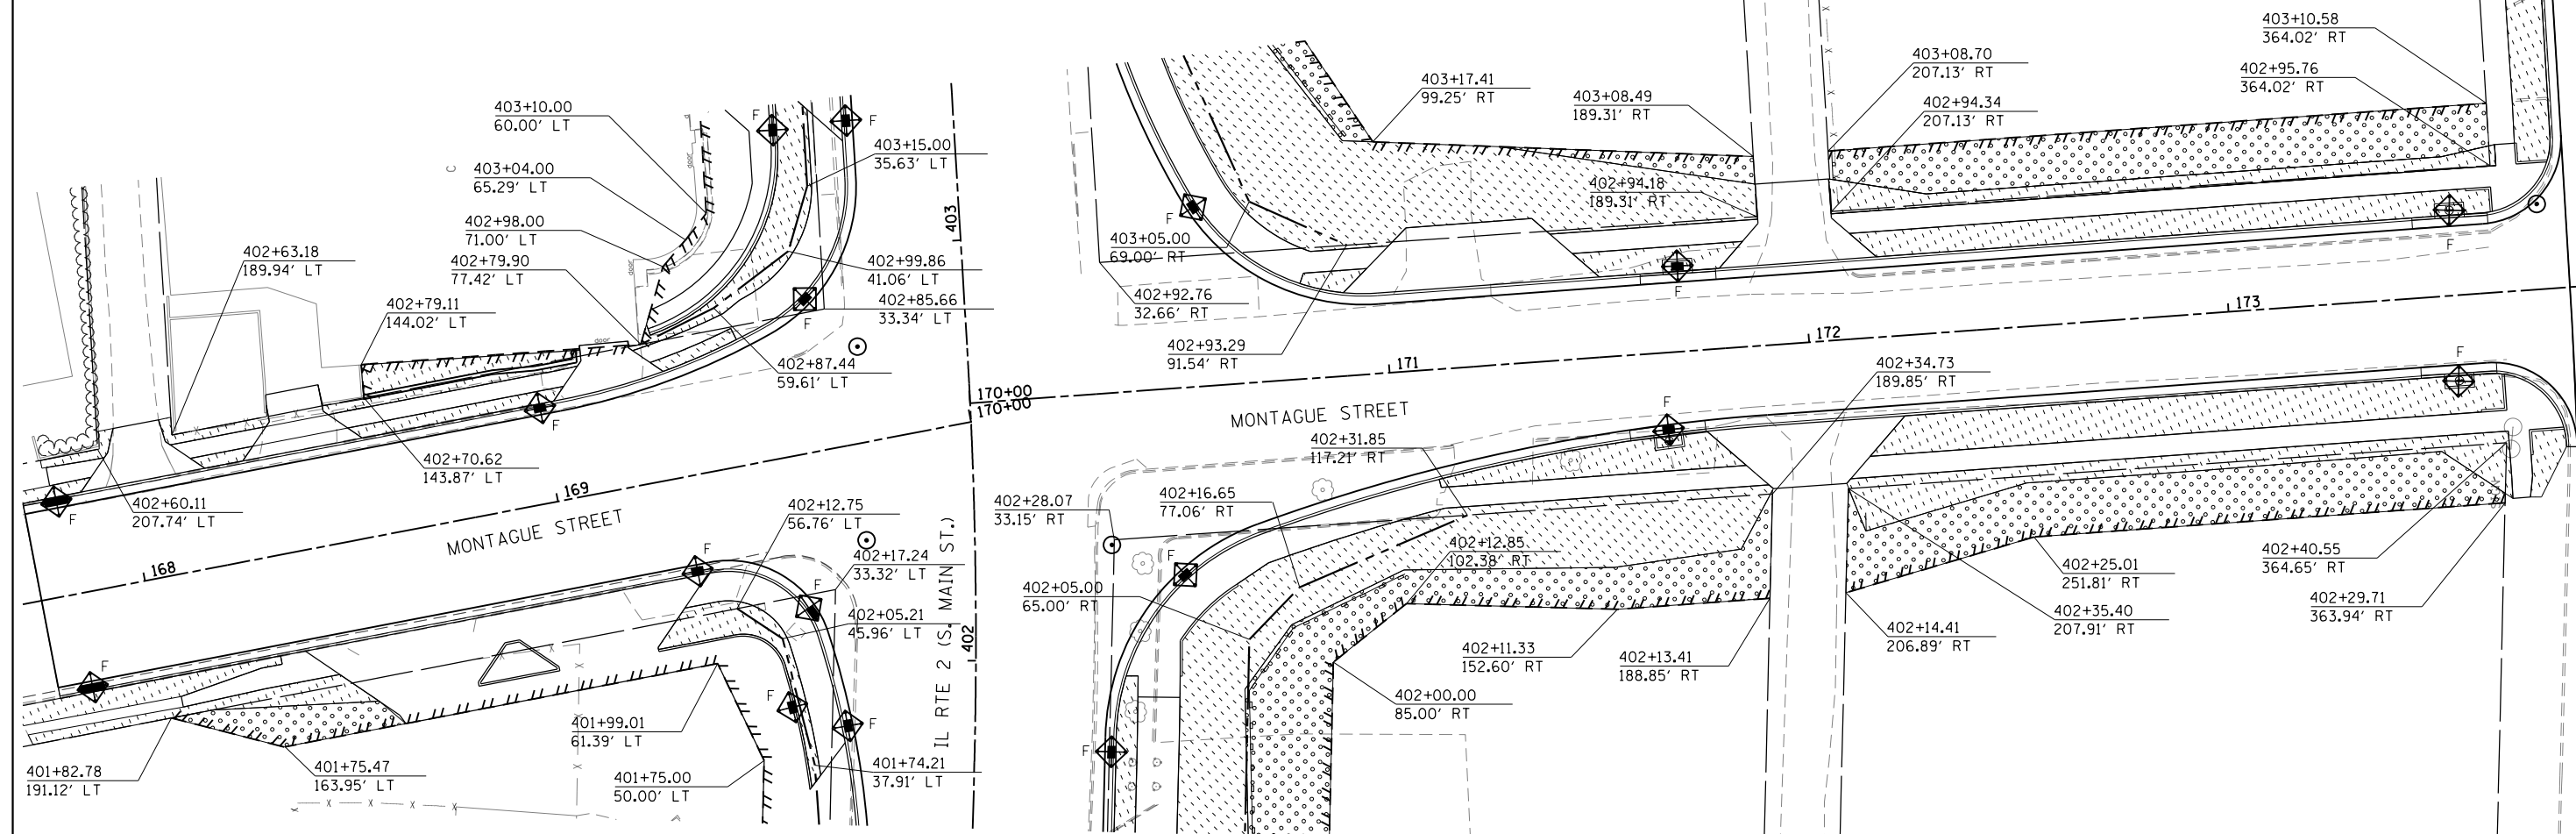 403+10.00
60.00' LT
403+04.00
65.29' LT
402+98.00
71.00' LT
402+79.90
77.42' LT
402+63.18
189.94' LT
402+79.11
144.02' LT
402+70.62
143.87' LT
402+60.11
207.74' LT
403+15.00
35.63' LT
402+99.86
41.06' LT
402+85.66
33.34' LT
402+87.44
59.61' LT
F
F
F
F
F
door
door
door
403
170+00
170+00
169
168
MONTAGUE STREET
402+12.75
56.76' LT
402+17.24
33.32' LT
402+05.21
45.96' LT
401+99.01
61.39' LT
401+75.00
50.00' LT
401+74.21
37.91' LT
401+82.78
191.12' LT
401+75.47
163.95' LT
F
F
F
F
F
IL RTE 2 (S. MAIN ST.)
402
403+17.41
99.25' RT
403+08.49
189.31' RT
403+08.70
207.13' RT
402+94.34
207.13' RT
403+10.58
364.02' RT
402+95.76
364.02' RT
402+94.18
189.31' RT
403+05.00
69.00' RT
402+92.76
32.66' RT
402+93.29
91.54' RT
F
F
F
171
172
173
MONTAGUE STREET
402+34.73
189.85' RT
402+31.85
117.21' RT
402+28.07
33.15' RT
402+16.65
77.06' RT
402+12.85
102.38' RT
402+05.00
65.00' RT
402+11.33
152.60' RT
402+13.41
188.85' RT
402+00.00
85.00' RT
402+25.01
251.81' RT
402+35.40
207.91' RT
402+14.41
206.89' RT
402+40.55
364.65' RT
402+29.71
363.94' RT
F
F
F
F